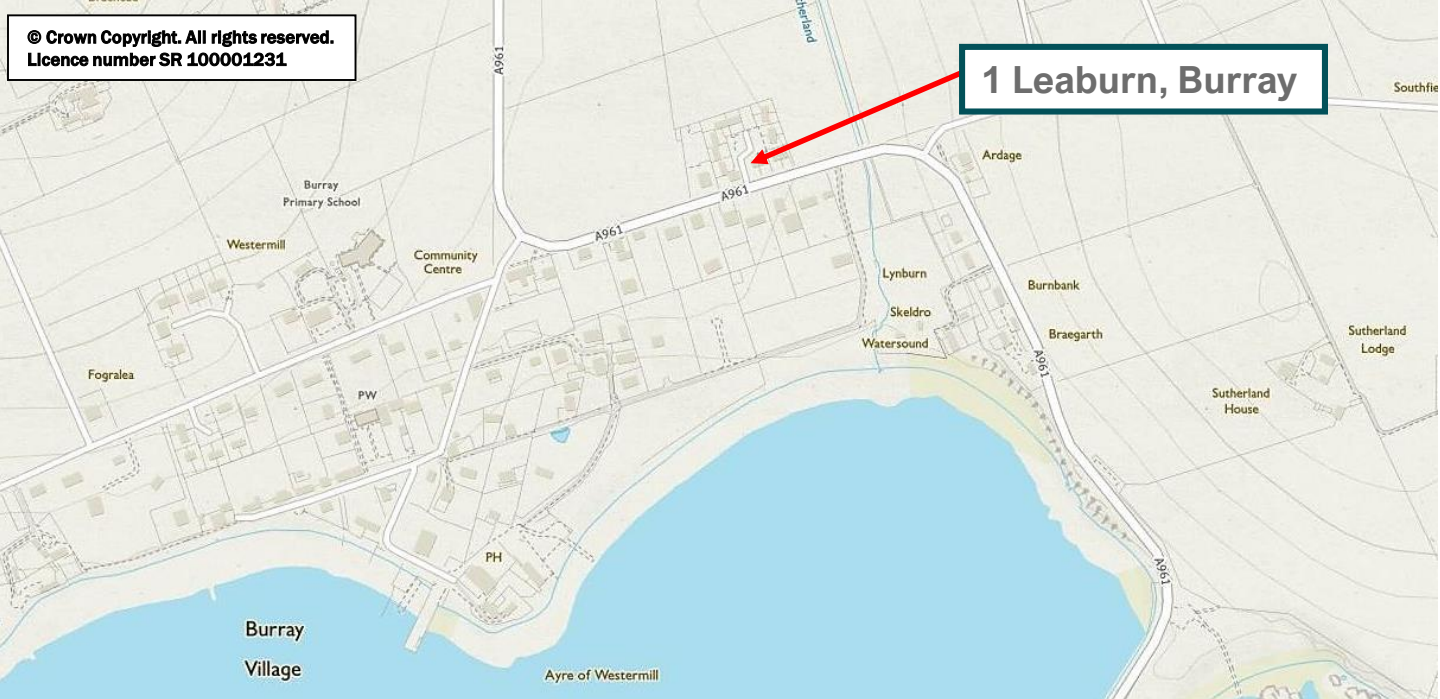 © Crown Copyright. All rights reserved.
Licence number SR 100001231
A961
therland
1 Leaburn, Burray
Southfie
Ardage
Burray
Primary School
A961
A961
Westermill
Community
Centre
Lynburn
Burnbank
Skeldro
Braegarth
Watersound
Sutherland
Lodge
A961
Fogralea
PW
Sutherland
House
PH
A961
Burray
Village
Ayre of Westermill